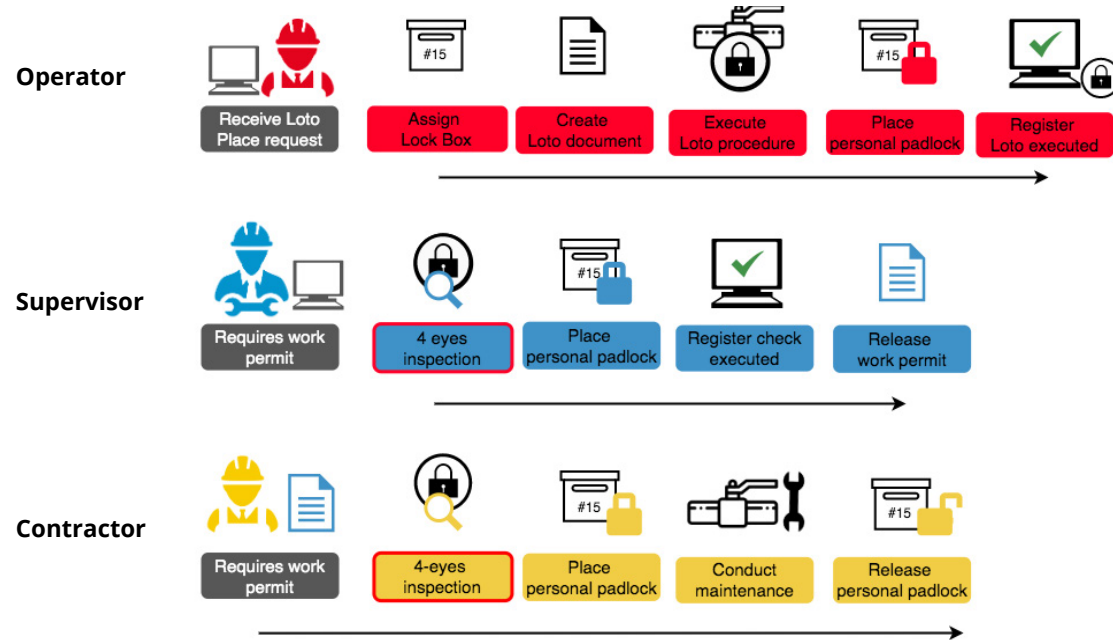 Operator
#15
#15
Receive Loto
Place request
Assign
Lock Box
Create
Loto document
Execute
Loto procedure
Place
personal padlock
Register
Loto executed
Supervisor
#15
Requires work
permit
4 eyes
inspection
Place
personal padlock
Register check
executed
Release
work permit
Contractor
#15
#15
Requires work
permit
4-eyes
inspection
Place
personal padlock
Conduct
maintenance
Release
personal padlock